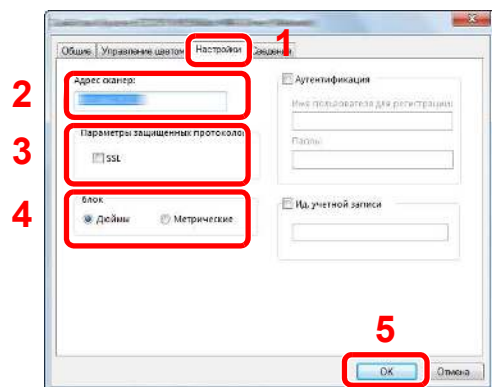 1
Общие Управление цветом Настройки Сведения
2
Адрес сканер:
Аутентификация
Имя пользователя для регистрации:
3
Параметры защищенных протоколо
Пароль:
SSL
4
блок
Дюймы Метрические
Ид. учетной записи
5
OK Отмена